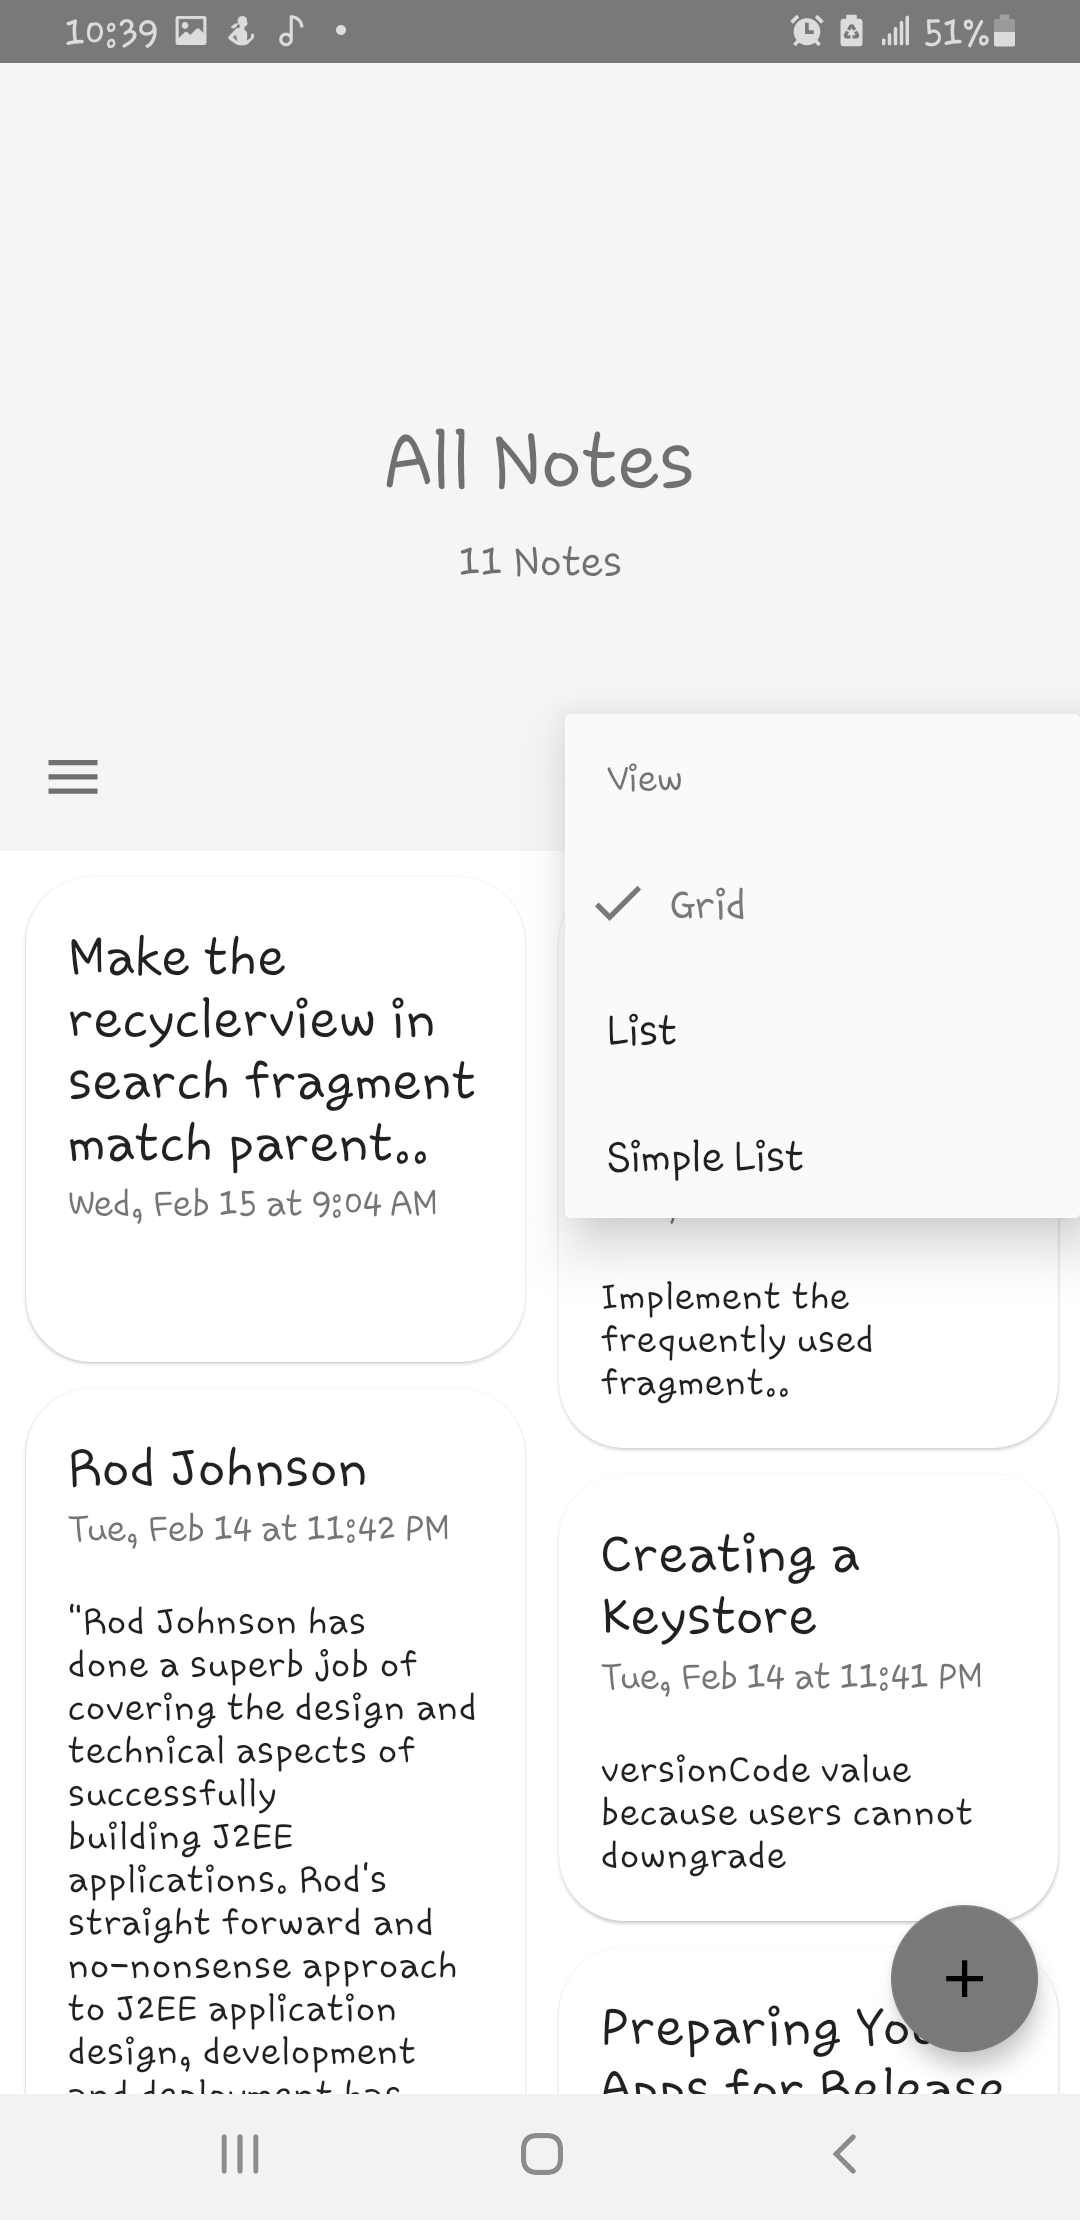 10:39
51%
All Notes
11 Notes
View
Grid
List
Simple List
Make the
recyclerview in
search fragment
match parent..
Wed, Feb 15 at 9:04 AM
Implement the
frequently used
fragment..
Rod Johnson
Tue, Feb 14 at 11:42 PM
"Rod Johnson has
done a superb job of
covering the design and
technical aspects of
successfully
building J2EE
applications. Rod's
straight forward and
no-nonsense approach
to J2EE application
design, development
and deployment has
Creating a
Keystore
Tue, Feb 14 at 11:41 PM
versionCode value
because users cannot
downgrade
Preparing
Apps for Release